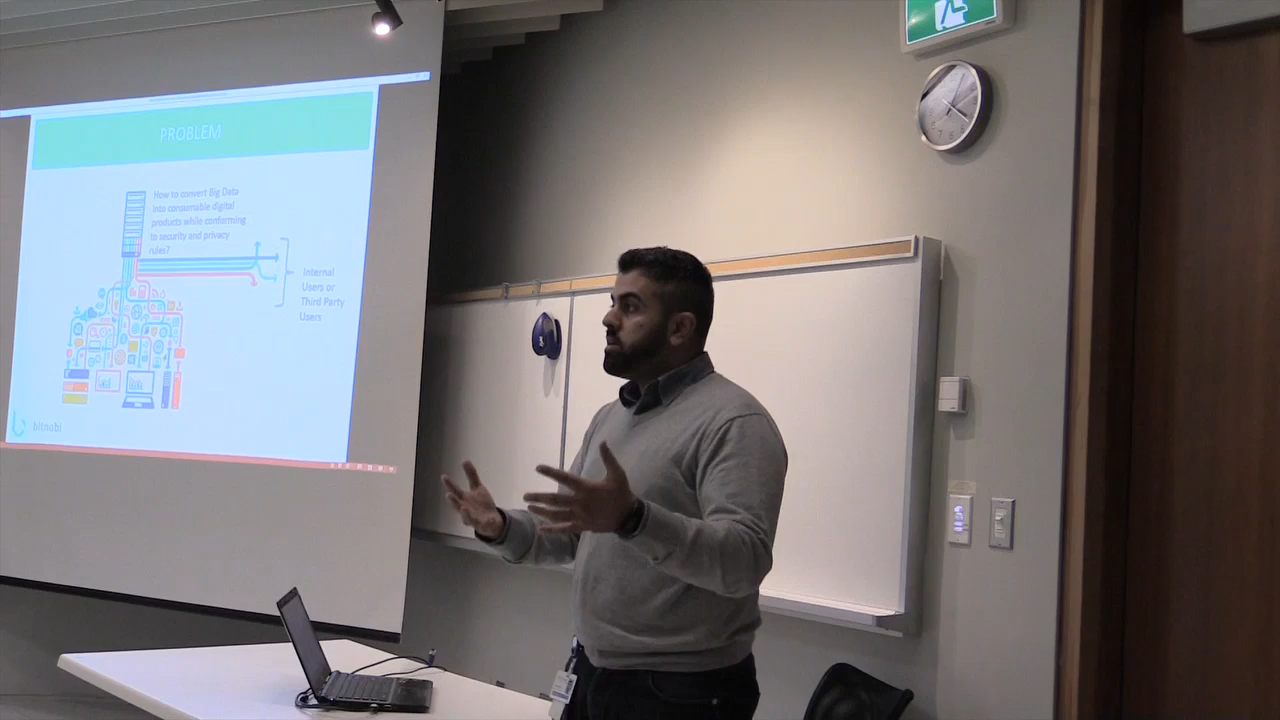 PROBLEM
How to convert Big Data
into consumable digital
products while conforming
to security and privacy
rules?
Internal
Users or
Third Party
Users
bitnobi